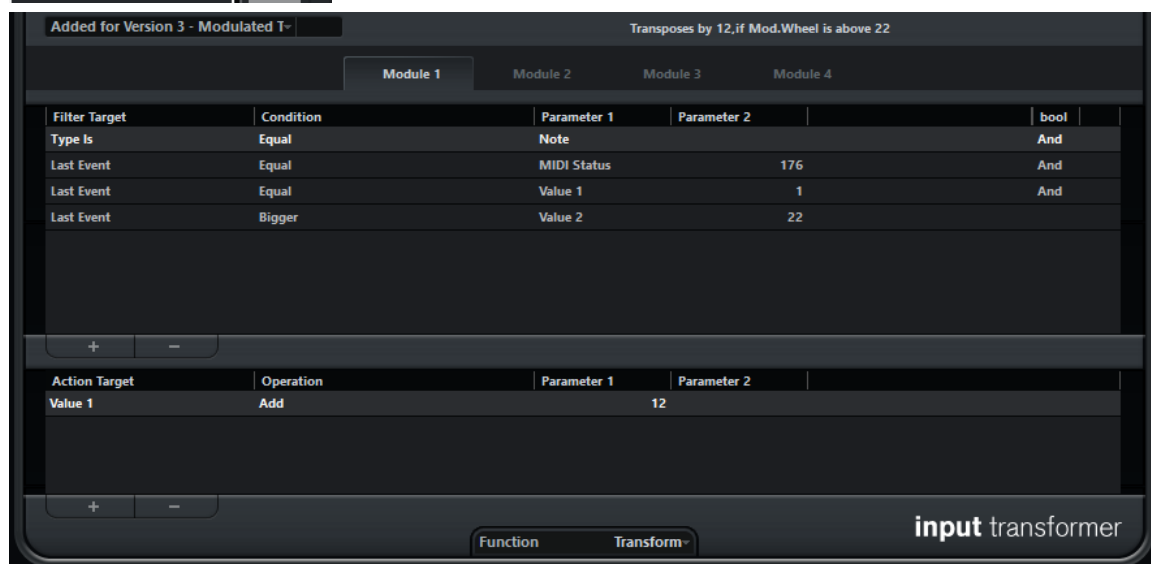 Added for Version 3 - Modulated T
Transposes by 12,if Mod.Wheel is above 22
Module 1 Module 2 Module 3 Module 4
Filter Target Condition Parameter 1 Parameter 2 bool
Type Is Equal Note And
Last Event Equal MIDI Status 176 And
Last Event Equal Value 1 1 And
Last Event Bigger Value 2 22
+ −
Action Target Operation Parameter 1 Parameter 2
Value 1 Add 12
+ −
input transformer
Function Transform